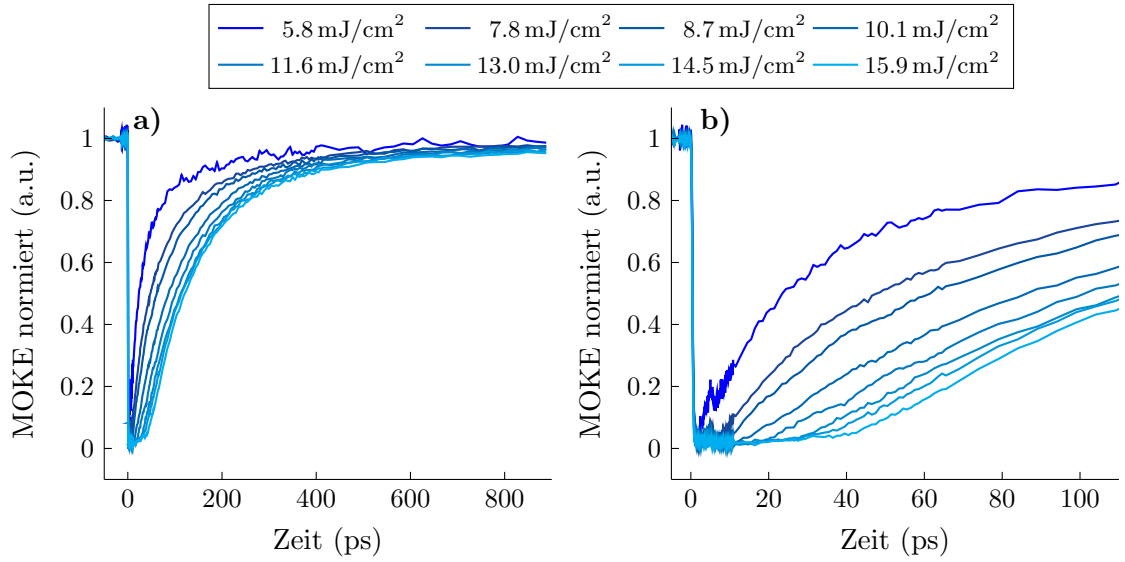 5.8 mJ/cm² 7.8 mJ/cm² 8.7 mJ/cm² 10.1 mJ/cm²
11.6 mJ/cm² 13.0 mJ/cm² 14.5 mJ/cm² 15.9 mJ/cm²
a)
1
0.8
0.6
0.4
0.2
0
MOKE normiert (a.u.)
0 200 400 600 800
Zeit (ps)
b)
1
0.8
0.6
0.4
0.2
0
MOKE normiert (a.u.)
0 20 40 60 80 100
Zeit (ps)